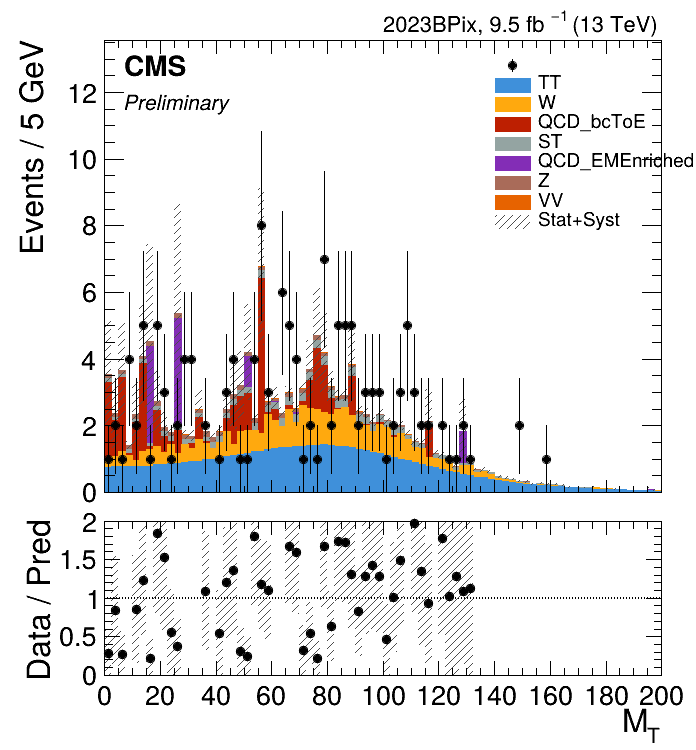 2023BPix, 9.5 fb⁻¹ (13 TeV)
Events / 5 GeV
CMS
Preliminary
TT
W
QCD_bcToE
ST
QCD_EMEnriched
Z
VV
Stat+Syst
12
10
8
6
4
2
0
Data / Pred
2
1.5
1
0.5
0
0 20 40 60 80 100 120 140 160 180 200
M_T